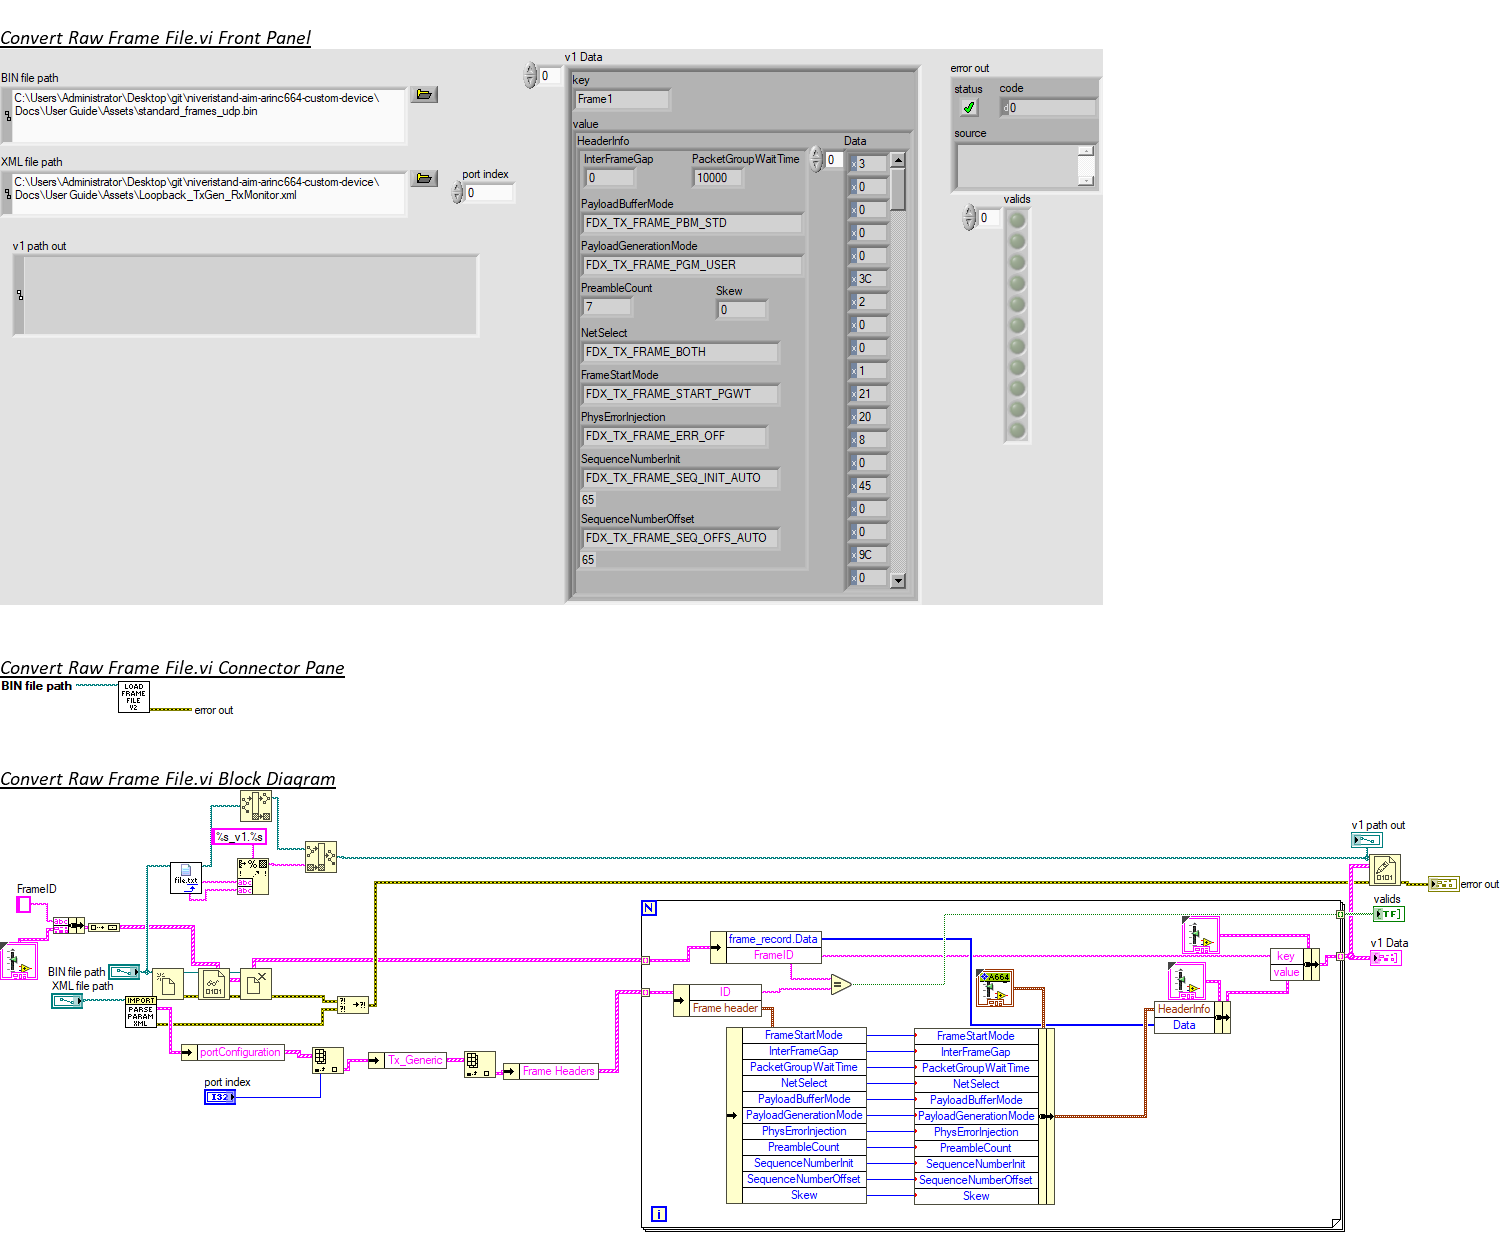 Convert Raw Frame File.vi Front Panel
BIN file path
C:\Users\Administrator\Desktop\git\niveristand-aim-arinc664-custom-device\
Docs\User Guide\Assets\standard_frames_udp.bin
XML file path
C:\Users\Administrator\Desktop\git\niveristand-aim-arinc664-custom-device\
Docs\User Guide\Assets\Loopback_TxGen_RxMonitor.xml
port index
0
v1 path out
v1 Data
0
key
Frame1
value
HeaderInfo
InterFrameGap
0
PacketGroupWaitTime
10000
PayloadBufferMode
FDX_TX_FRAME_PBM_STD
PayloadGenerationMode
FDX_TX_FRAME_PGM_USER
PreambleCount
7
Skew
0
NetSelect
FDX_TX_FRAME_BOTH
FrameStartMode
FDX_TX_FRAME_START_PGWT
PhysErrorInjection
FDX_TX_FRAME_ERR_OFF
SequenceNumberInit
FDX_TX_FRAME_SEQ_INIT_AUTO
65
SequenceNumberOffset
FDX_TX_FRAME_SEQ_OFFS_AUTO
65
Data
0
x 3
x 0
x 0
x 0
x 0
x 3C
x 2
x 0
x 0
x 1
x 21
x 20
x 8
x 0
x 45
x 0
x 0
x 9C
x 0
error out
status
code
d 0
source
valids
0
Convert Raw Frame File.vi Connector Pane
BIN file path
LOAD
FRAME
FILE
V2
error out
Convert Raw Frame File.vi Block Diagram
%s_v1.%s
file.txt
abc
abc
FrameID
abc
BIN file path
XML file path
0101
IMPORT
PARSE
PARAM
XML
?!
?!
→?!
portConfiguration
port index
I32
Tx_Generic
Frame Headers
N
frame_record.Data
FrameID
ID
Frame header
=
A664
FrameStartMode
InterFrameGap
PacketGroupWaitTime
NetSelect
PayloadBufferMode
PayloadGenerationMode
PhysErrorInjection
PreambleCount
SequenceNumberInit
SequenceNumberOffset
Skew
FrameStartMode
InterFrameGap
PacketGroupWaitTime
NetSelect
PayloadBufferMode
PayloadGenerationMode
PhysErrorInjection
PreambleCount
SequenceNumberInit
SequenceNumberOffset
Skew
HeaderInfo
Data
key
value
i
v1 path out
0101
error out
valids
TF
v1 Data